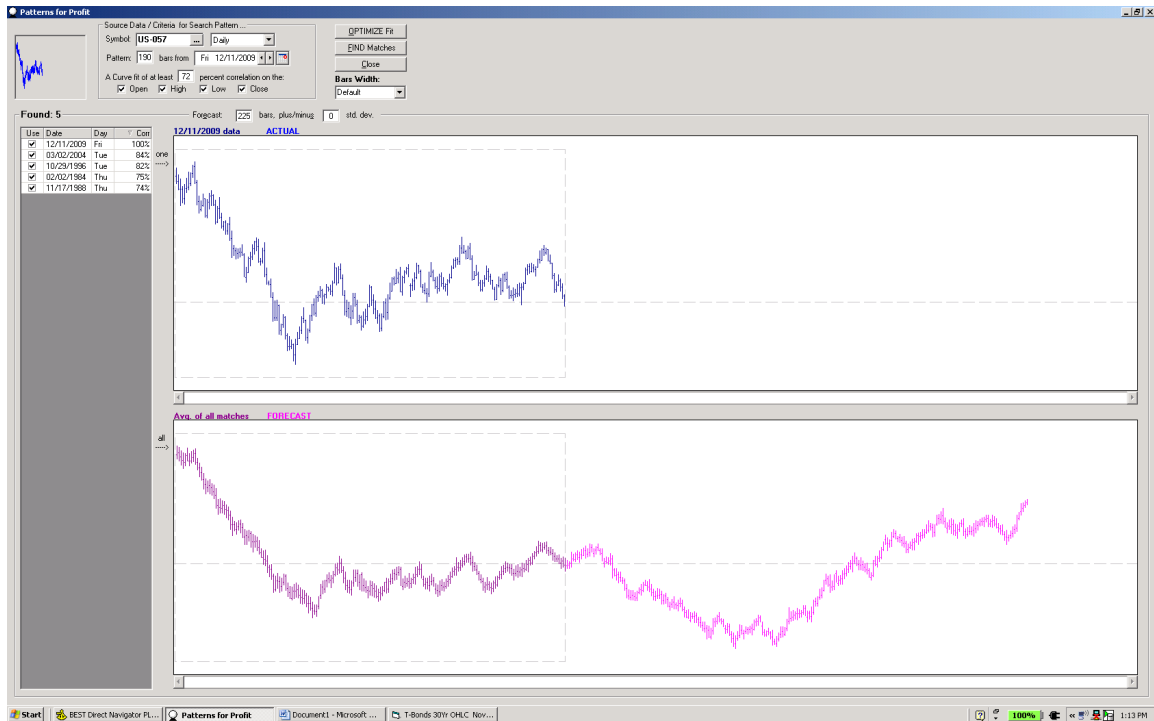 Patterns for Profit
Source Data / Criteria for Search Pattern ...
Symbol: US-057 ... Daily
Pattern: 190 bars from Fri 12/11/2009
A Curve fit of at least 72 percent correlation on the:
Open High Low Close
OPTIMIZE Fit
FIND Matches
Close
Bars Width:
Default
Found: 5
Forecast: 225 bars, plus/minus 0 std. dev.
Use Date Day Corr
12/11/2009 Fri 100%
03/02/2004 Tue 84%
10/29/1996 Tue 82%
02/02/1984 Thu 75%
11/17/1988 Thu 74%
one
---->
12/11/2009 data ACTUAL
all
---->
Avg. of all matches FORECAST
Start BEST Direct Navigator PL... Patterns for Profit Document1 - Microsoft ... T-Bonds 30Yr OHLC Nov... 100% 1:13 PM